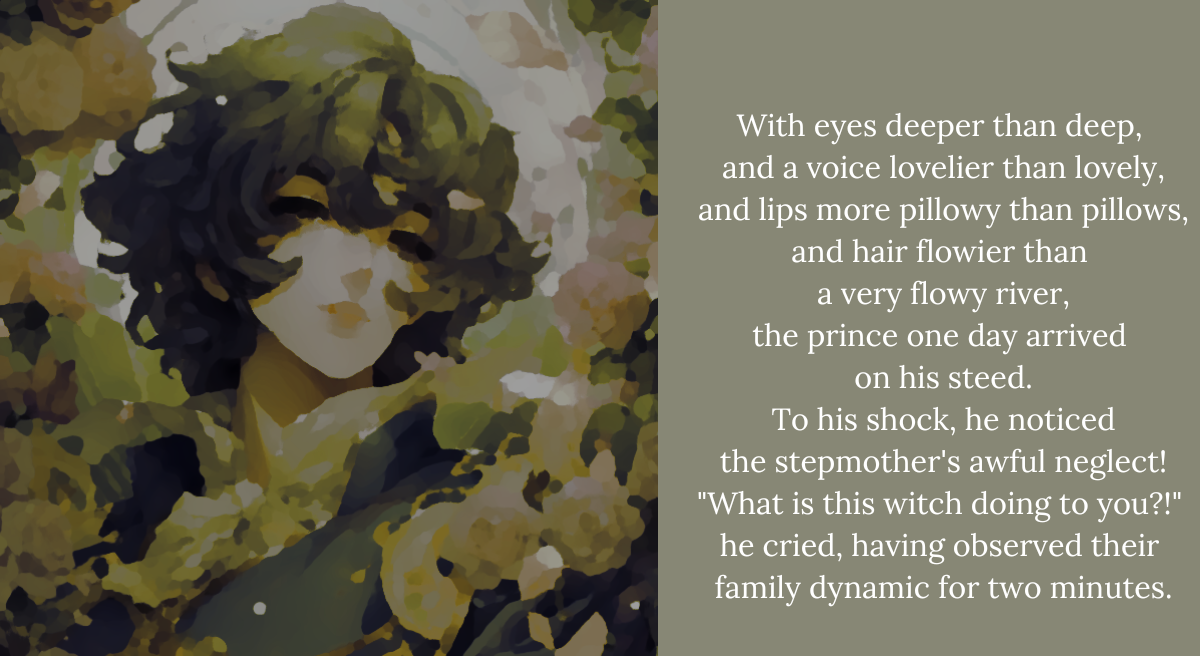 With eyes deeper than deep,
and a voice lovelier than lovely,
and lips more pillowy than pillows,
and hair flowier than
a very flowy river,
the prince one day arrived
on his steed.
To his shock, he noticed
the stepmother's awful neglect!
"What is this witch doing to you?!"
he cried, having observed their
family dynamic for two minutes.